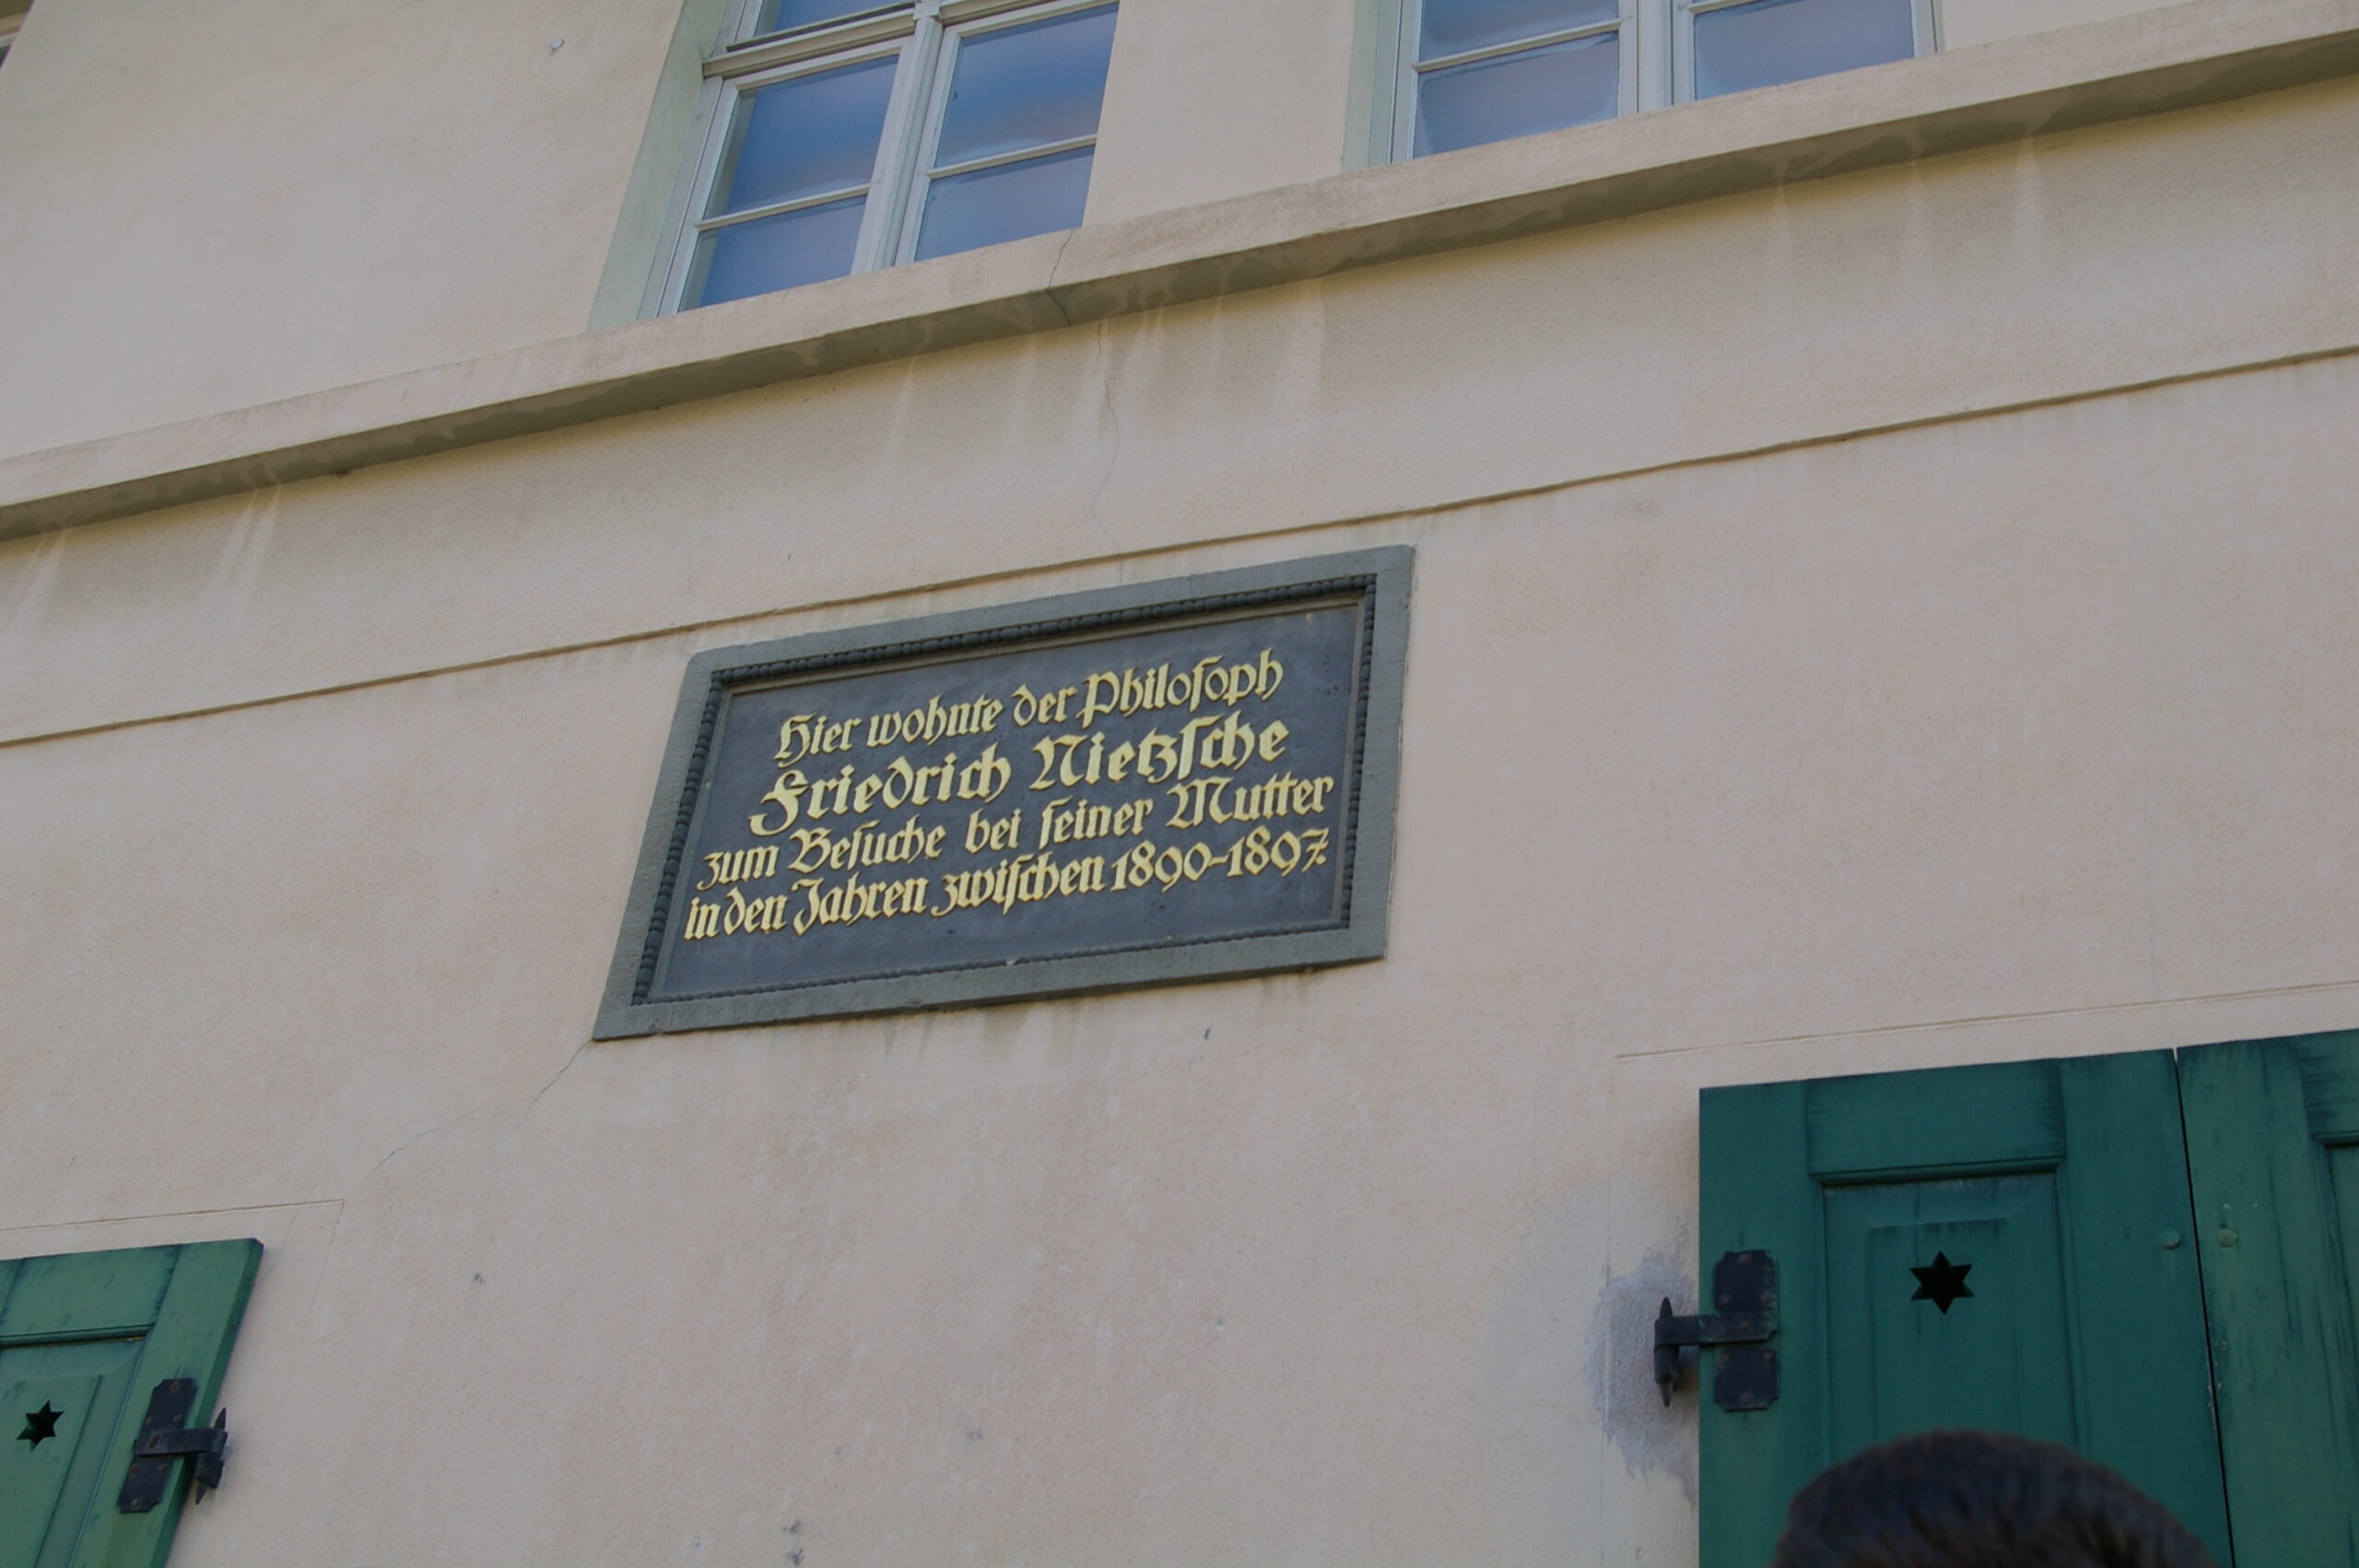 Hier wohnte der Philoſoph
Friedrich Nietzſche
zum Beſuche bei ſeiner Mutter
in den Jahren zwiſchen 1890-1897.